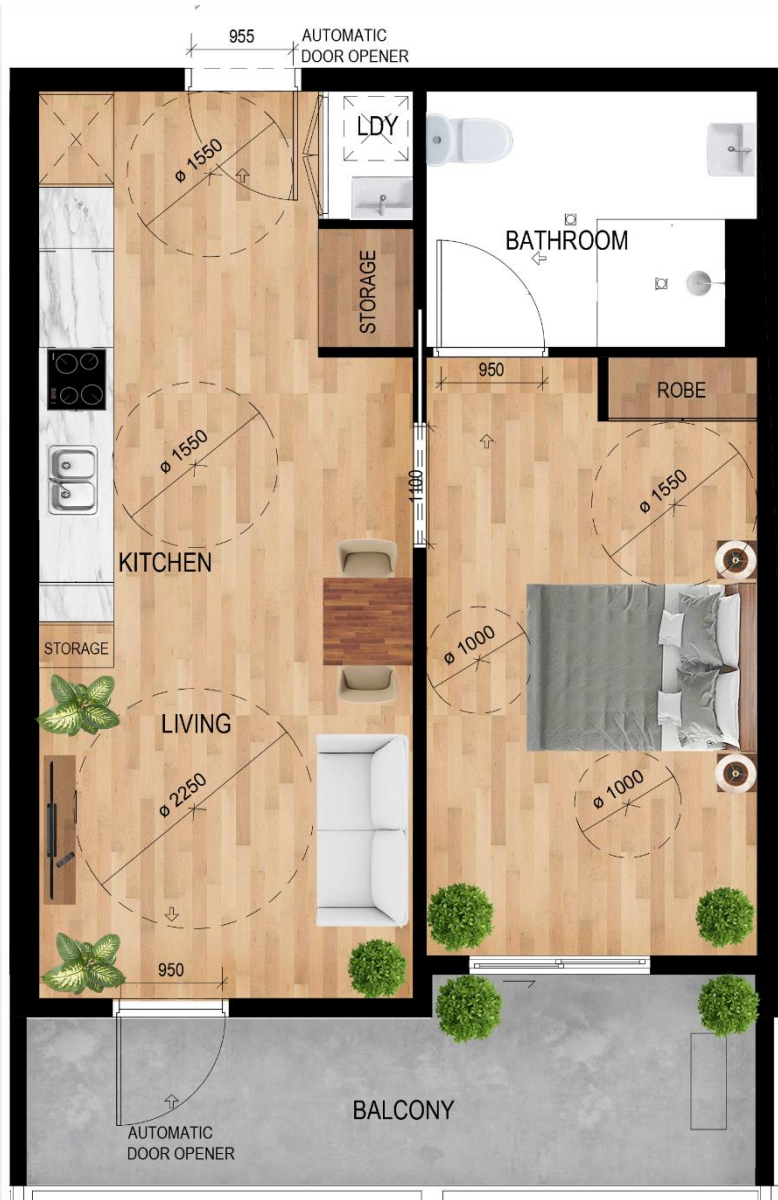 955
AUTOMATIC
DOOR OPENER
LDY
ø 1550
BATHROOM
STORAGE
950
ROBE
ø 1550
1100
ø 1550
KITCHEN
STORAGE
ø 1000
LIVING
ø 2250
ø 1000
950
BALCONY
AUTOMATIC
DOOR OPENER